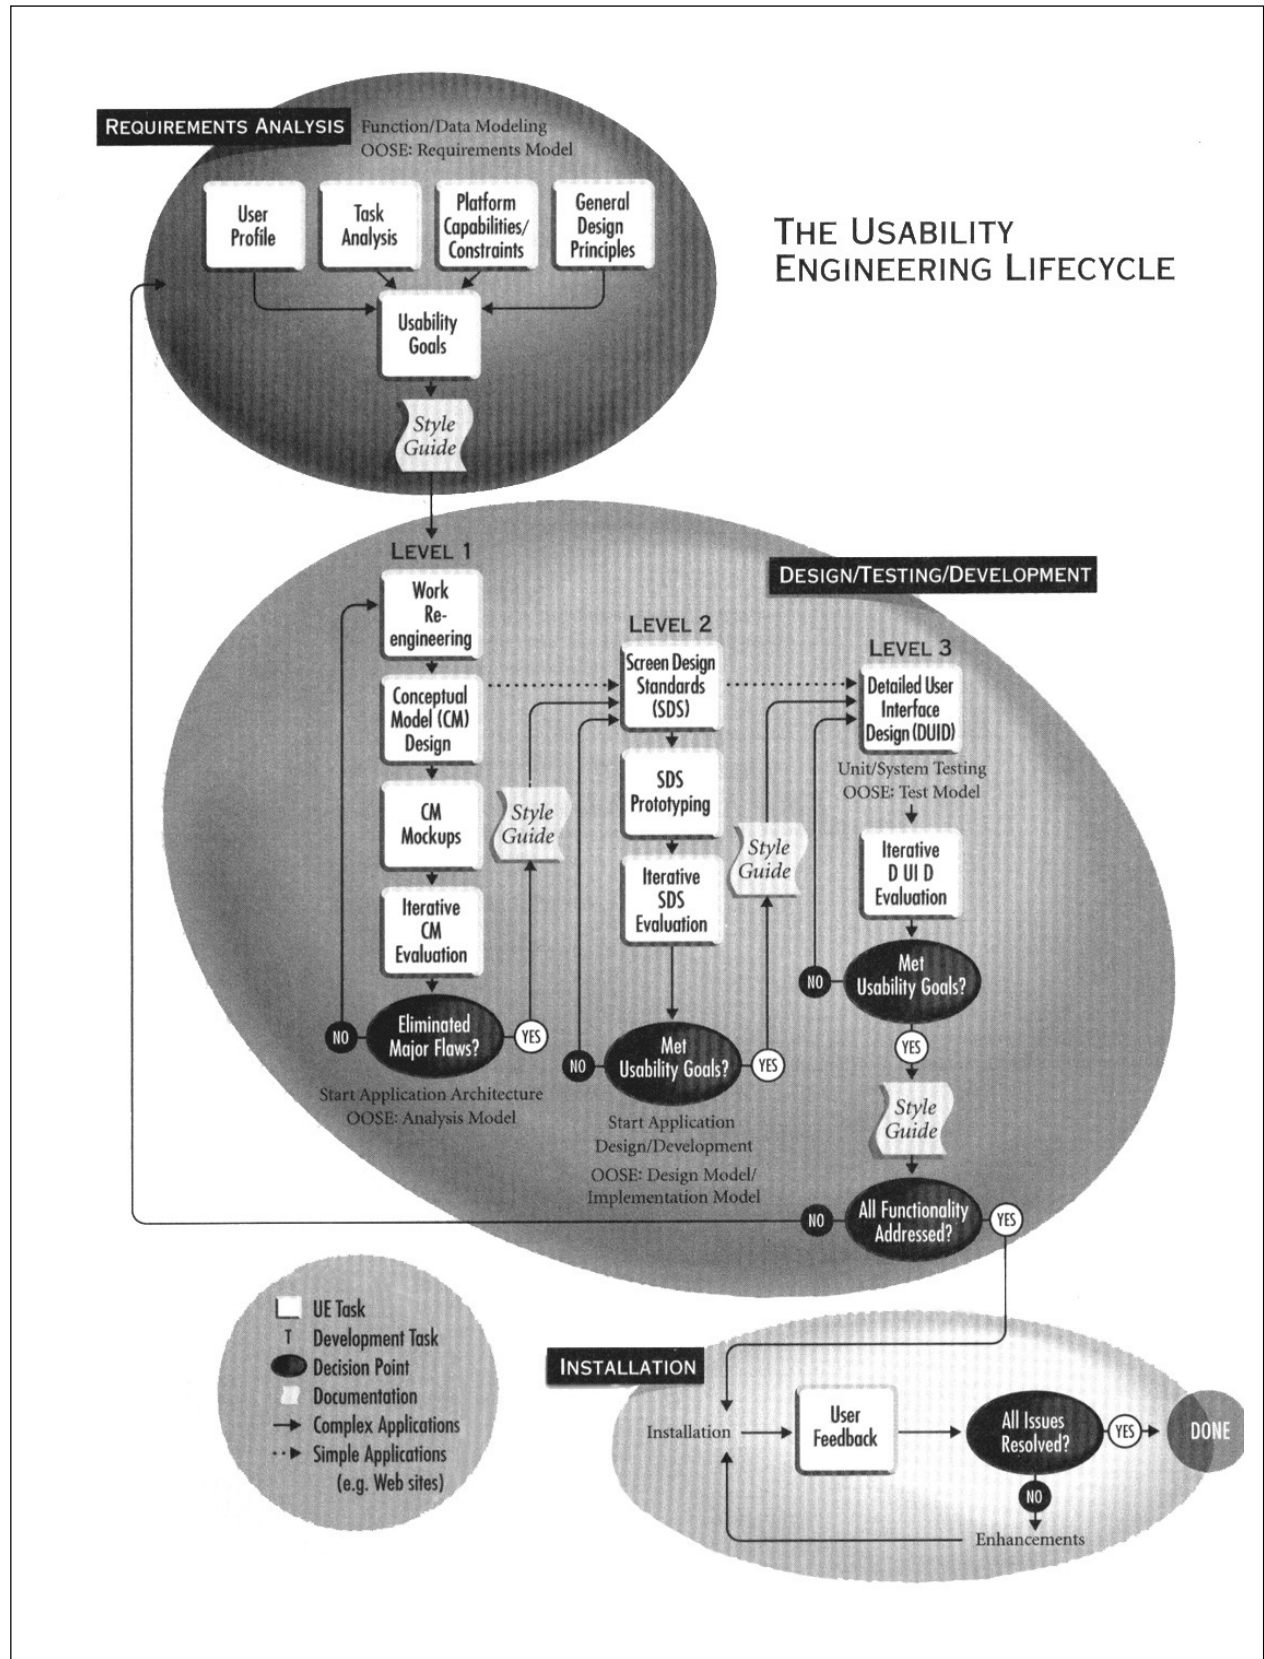 THE USABILITY
ENGINEERING LIFECYCLE
REQUIREMENTS ANALYSIS
Function/Data Modeling
OOSE: Requirements Model
User
Profile
Task
Analysis
Platform
Capabilities/
Constraints
General
Design
Principles
Usability
Goals
Style
Guide
DESIGN/TESTING/DEVELOPMENT
LEVEL 1
Work
Re-
engineering
Conceptual
Model (CM)
Design
CM
Mockups
Iterative
CM
Evaluation
Eliminated
Major Flaws?
NO
YES
Start Application Architecture
OOSE: Analysis Model
Style
Guide
LEVEL 2
Screen Design
Standards
(SDS)
SDS
Prototyping
Iterative
SDS
Evaluation
Met
Usability Goals?
NO
YES
Start Application
Design/Development
OOSE: Design Model/
Implementation Model
Style
Guide
LEVEL 3
Detailed User
Interface
Design (DUID)
Unit/System Testing
OOSE: Test Model
Iterative
D UI D
Evaluation
Met
Usability Goals?
NO
YES
Style
Guide
All Functionality
Addressed?
NO
YES
UE Task
T Development Task
Decision Point
Documentation
Complex Applications
Simple Applications
(e.g. Web sites)
INSTALLATION
Installation
User
Feedback
All Issues
Resolved?
YES
DONE
NO
Enhancements